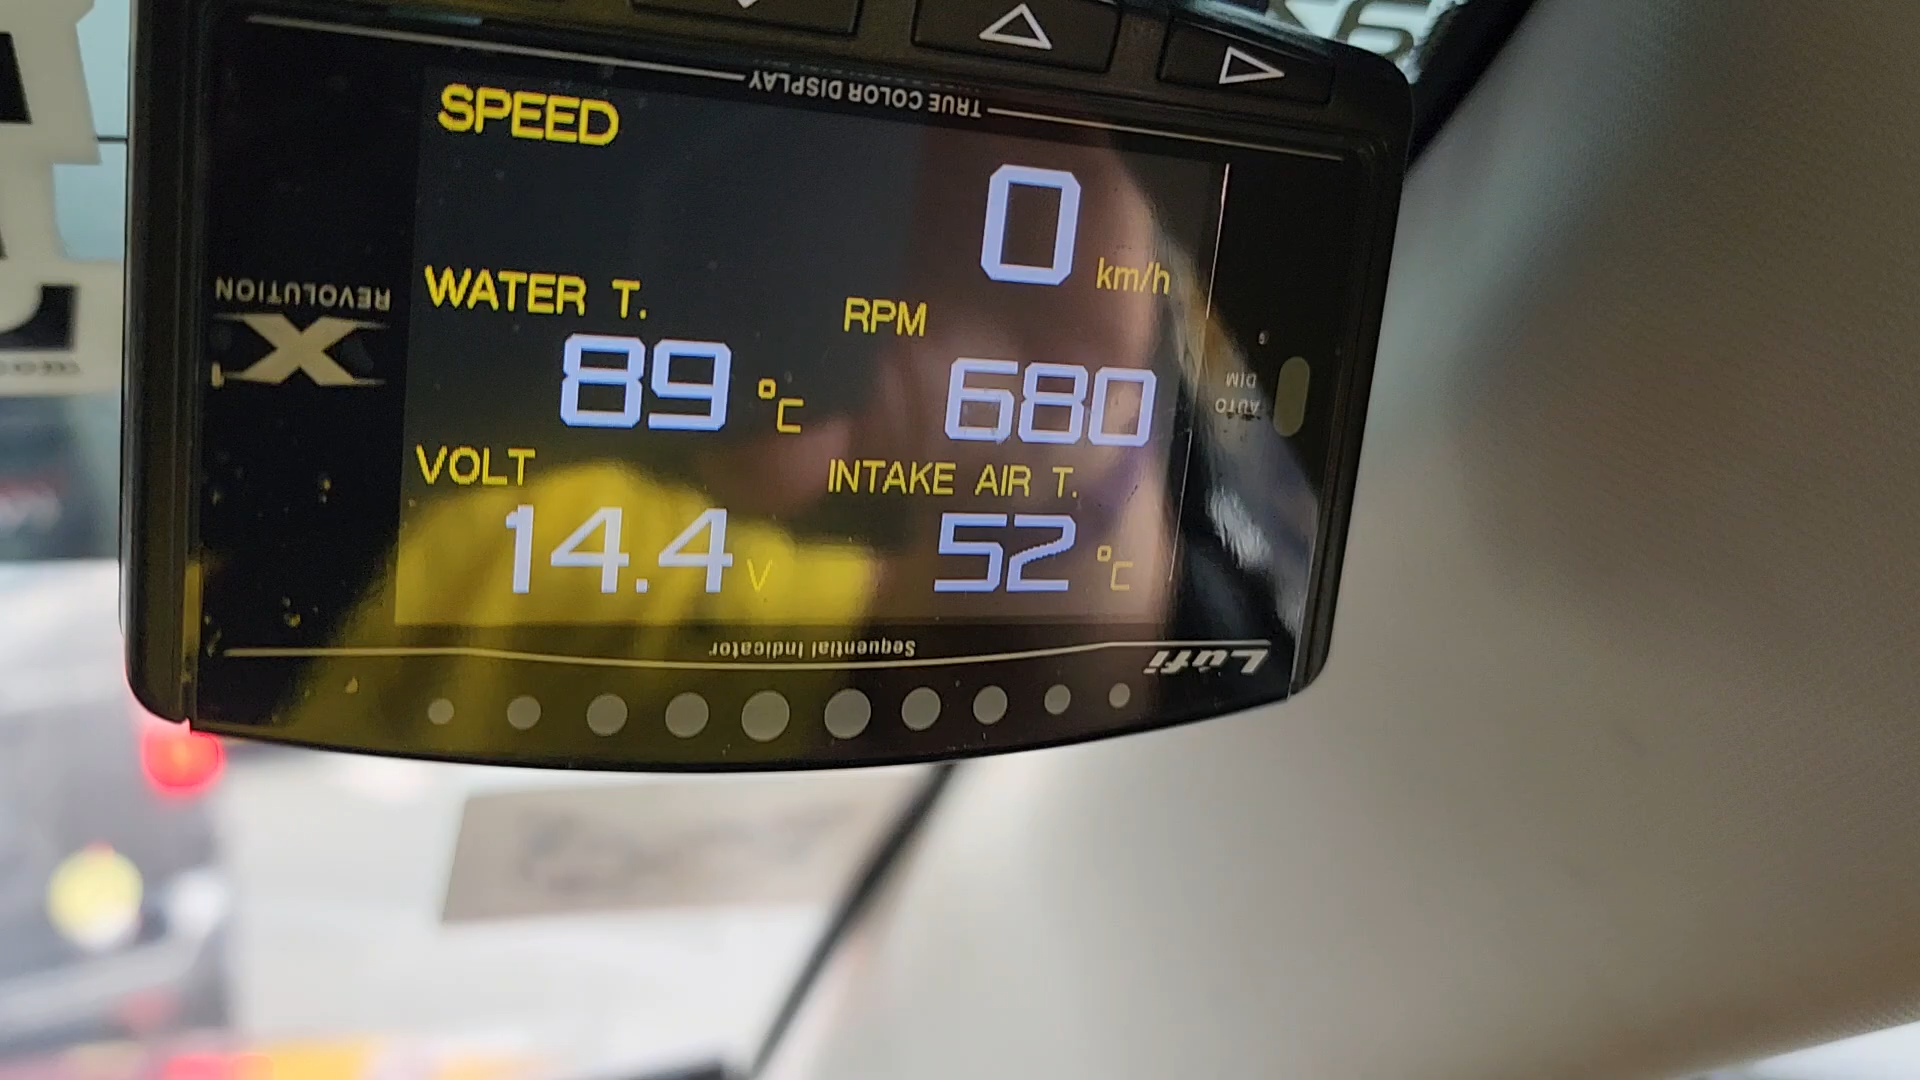 TRUE COLOR DISPLAY
SPEED
0 km/h
REVOLUTION
X
WATER T.
89 °C
RPM
680
AUTO
DIM
VOLT
14.4 V
INTAKE AIR T.
52 °C
Sequential Indicator
Lufi